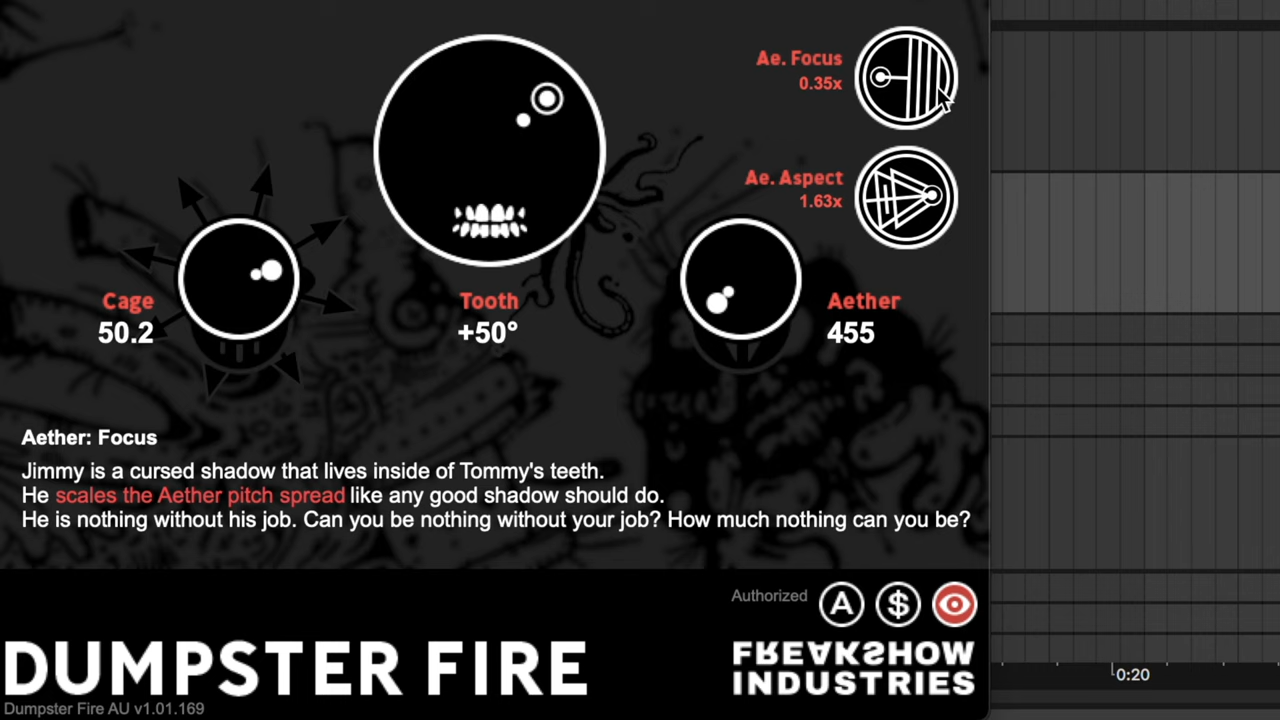 Ae. Focus
0.35x
Ae. Aspect
1.63x
Cage
50.2
Tooth
+50°
Aether
455
Aether: Focus
Jimmy is a cursed shadow that lives inside of Tommy's teeth.
He scales the Aether pitch spread like any good shadow should do.
He is nothing without his job. Can you be nothing without your job? How much nothing can you be?
Authorized
A $
DUMPSTER FIRE
FREAKSHOW
INDUSTRIES
Dumpster Fire AU v1.01.169
0:20